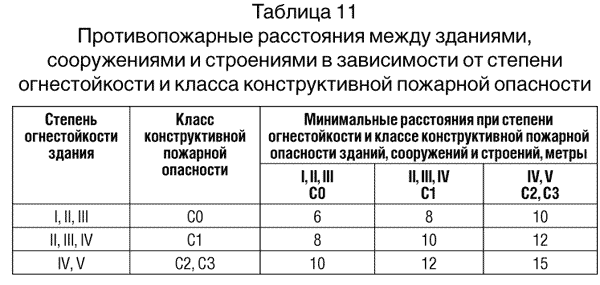 Таблица 11
Противопожарные расстояния между зданиями,
сооружениями и строениями в зависимости от степени
огнестойкости и класса конструктивной пожарной опасности
Степень огнестойкости здания | Класс конструктивной пожарной опасности | Минимальные расстояния при степени огнестойкости и классе конструктивной пожарной опасности зданий, сооружений и строений, метры
I, II, III С0 | II, III, IV С1 | IV, V С2, С3
I, II, III | С0 | 6 | 8 | 10
II, III, IV | С1 | 8 | 10 | 12
IV, V | С2, С3 | 10 | 12 | 15